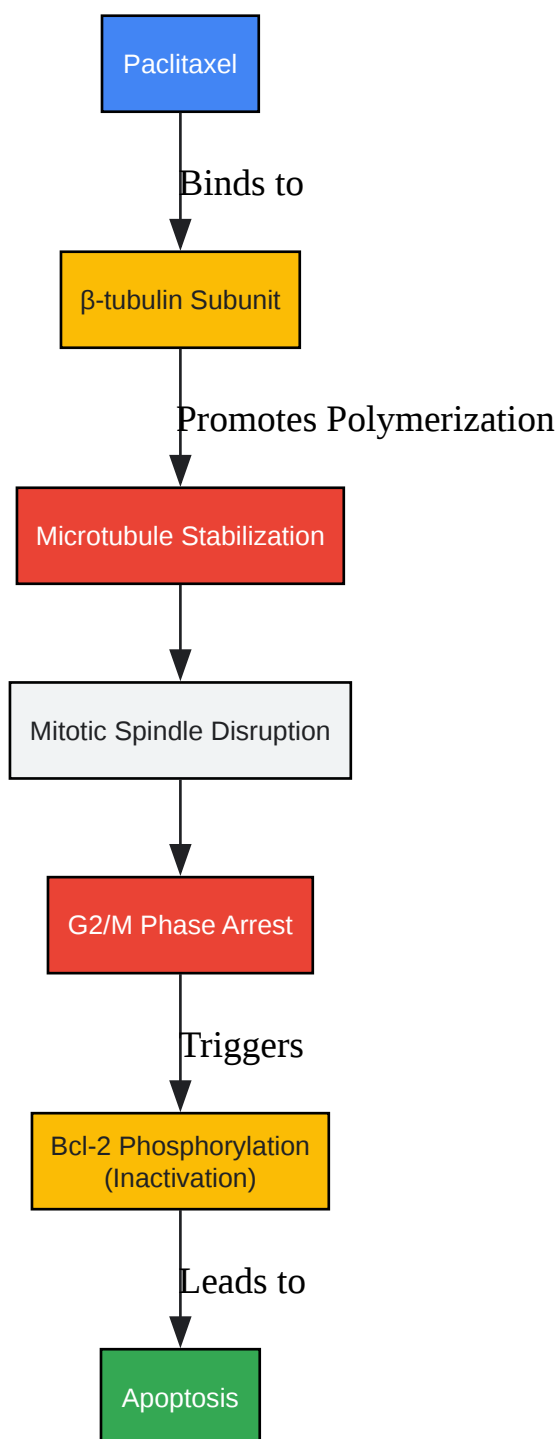 Paclitaxel
Binds to
β-tubulin Subunit
Promotes Polymerization
Microtubule Stabilization
Mitotic Spindle Disruption
G2/M Phase Arrest
Triggers
Bcl-2 Phosphorylation
(Inactivation)
Leads to
Apoptosis